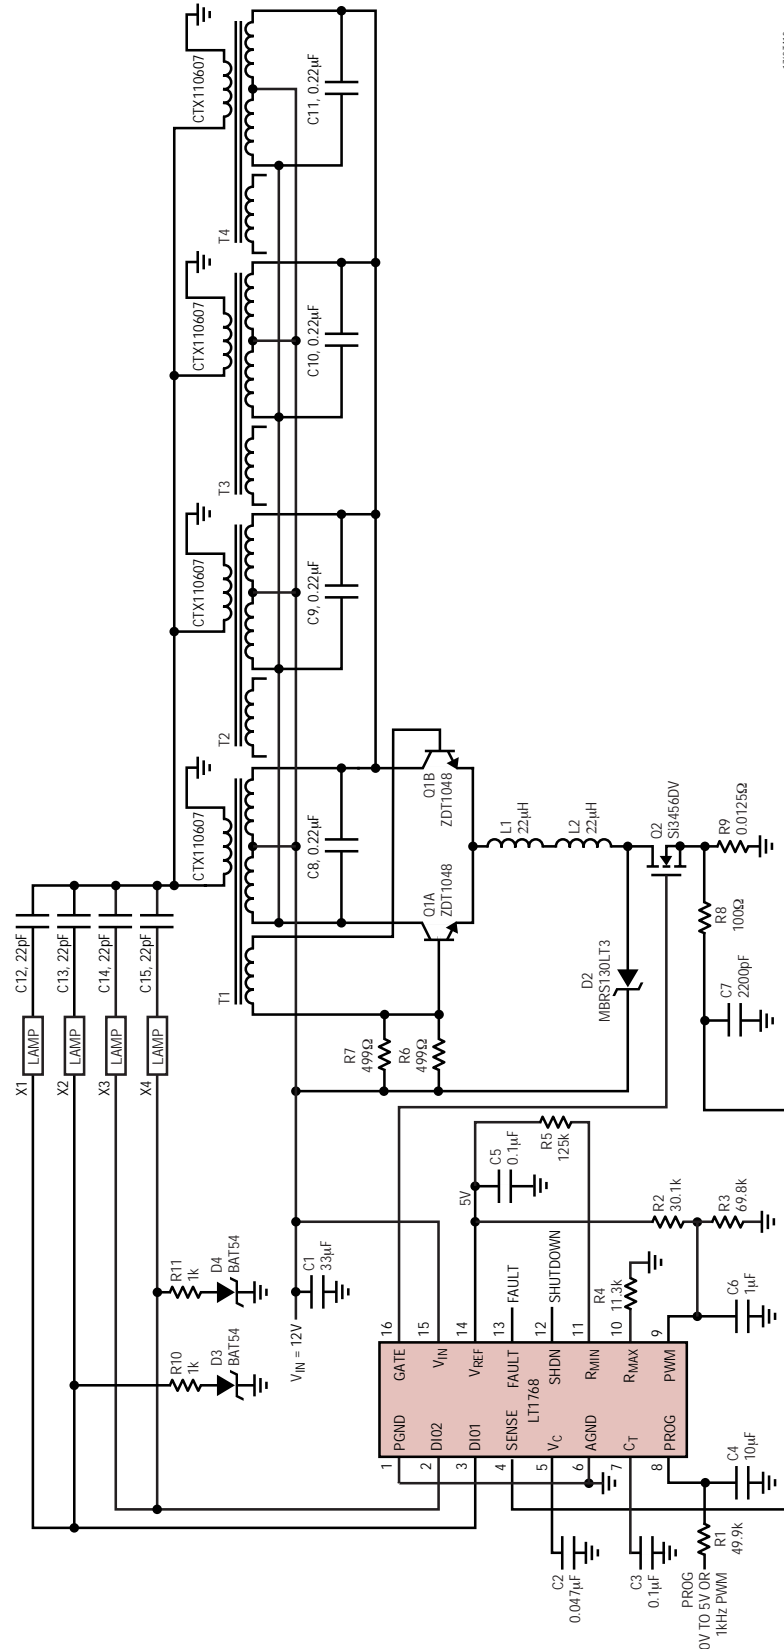 X1
LAMP
C12, 22pF
X2
LAMP
C13, 22pF
X3
LAMP
C14, 22pF
X4
LAMP
C15, 22pF
CTX110607
CTX110607
CTX110607
CTX110607
T1
T2
T3
T4
C8, 0.22µF
C9, 0.22µF
C10, 0.22µF
C11, 0.22µF
R10
1k
R11
1k
D3
BAT54
D4
BAT54
VIN = 12V
C1
33µF
R7
499Ω
R6
499Ω
Q1A
ZDT1048
Q1B
ZDT1048
L1
22µH
L2
22µH
D2
MBRS130LT3
Q2
Si3456DV
R9
0.0125Ω
R8
100Ω
C7
2200pF
5V
C5
0.1µF
R5
125k
R2
30.1k
R3
69.8k
FAULT
SHUTDOWN
R4
11.3k
C6
1µF
LT1768
1
PGND
2
DIO2
3
DIO1
4
SENSE
5
VC
6
AGND
7
CT
8
PROG
16
GATE
15
VIN
14
VREF
13
FAULT
12
SHDN
11
RMIN
10
RMAX
9
PWM
C2
0.047µF
C3
0.1µF
C4
10µF
R1
49.9k
PROG
0V TO 5V OR
1kHz PWM